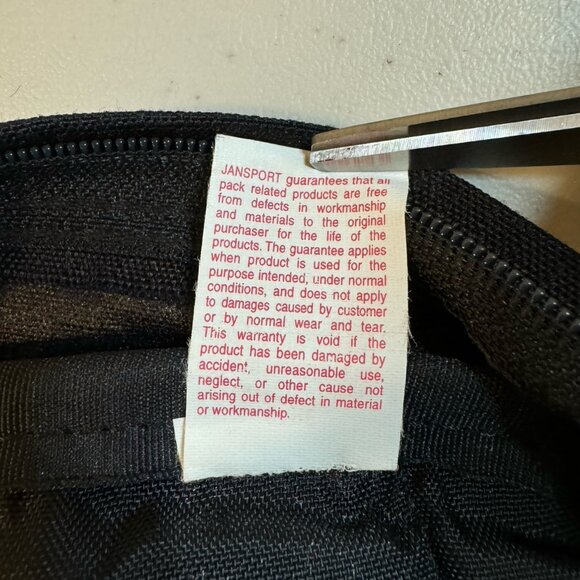 JANSPORT guarantees that all
pack related products are free
from defects in workmanship
and materials to the original
purchaser for the life of the
products. The guarantee applies
when product is used for the
purpose intended, under normal
conditions, and does not apply
to damages caused by customer
or by normal wear and tear.
This warranty is void if the
product has been damaged by
accident, unreasonable use,
neglect, or other cause not
arising out of defect in material
or workmanship.